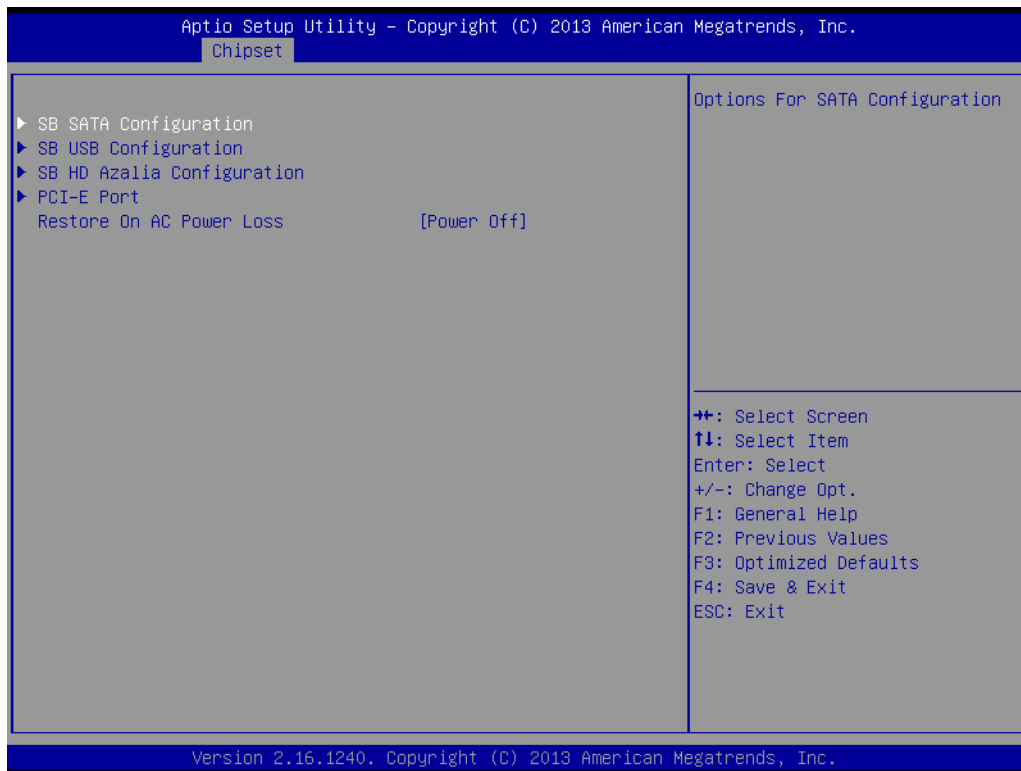 Aptio Setup Utility – Copyright (C) 2013 American Megatrends, Inc.
Chipset
SB SATA Configuration
SB USB Configuration
SB HD Azalia Configuration
PCI-E Port
Restore On AC Power Loss [Power Off]
Options For SATA Configuration
→←: Select Screen
↑↓: Select Item
Enter: Select
+/-: Change Opt.
F1: General Help
F2: Previous Values
F3: Optimized Defaults
F4: Save & Exit
ESC: Exit
Version 2.16.1240. Copyright (C) 2013 American Megatrends, Inc.